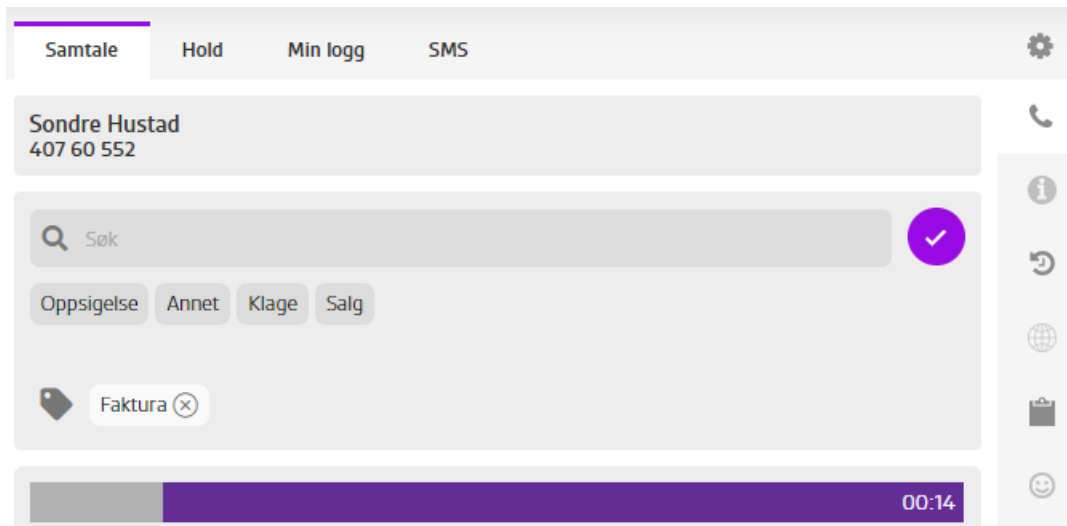 Samtale Hold Min logg SMS
Sondre Hustad
407 60 552
Søk
Oppsigelse Annet Klage Salg
Faktura
00:14